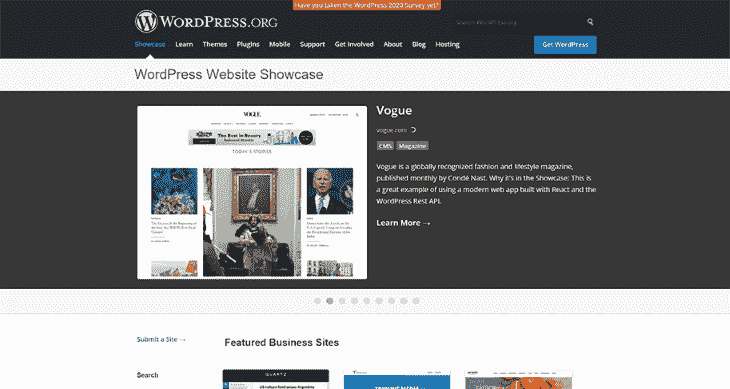 Have you taken the WordPress 2020 Survey yet?
WORDPRESS.ORG
Showcase Learn Themes Plugins Mobile Support Get Involved About Blog Hosting
Get WordPress
WordPress Website Showcase
VOGUE
The Best in Beauty
TODAY'S STORIES
Vogue
vogue.com
CMS Magazine
Vogue is a globally recognized fashion and lifestyle magazine,
published monthly by Condé Nast. Why it's in the Showcase: This is
a great example of using a modern web app built with React and the
WordPress Rest API.
Learn More →
Submit a Site →
Featured Business Sites
Search
QUARTZ